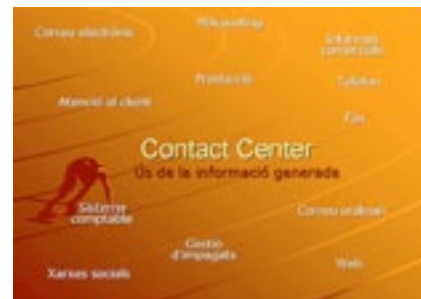 Màrqueting
Correu electrònic
Informes
comercials
Producció
Telèfon
Atenció al client
Fax
Contact Center
Ús de la informació generada
Sistema
comptable
Correu ordinari
Gestió
d'impagats
Web
Xarxes socials